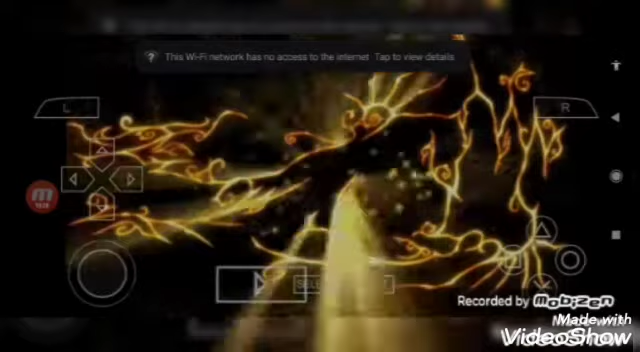 This Wi-Fi network has no access to the internet Tap to view details
L
R
SELE
Recorded by mobizen
Made with
VideoShow